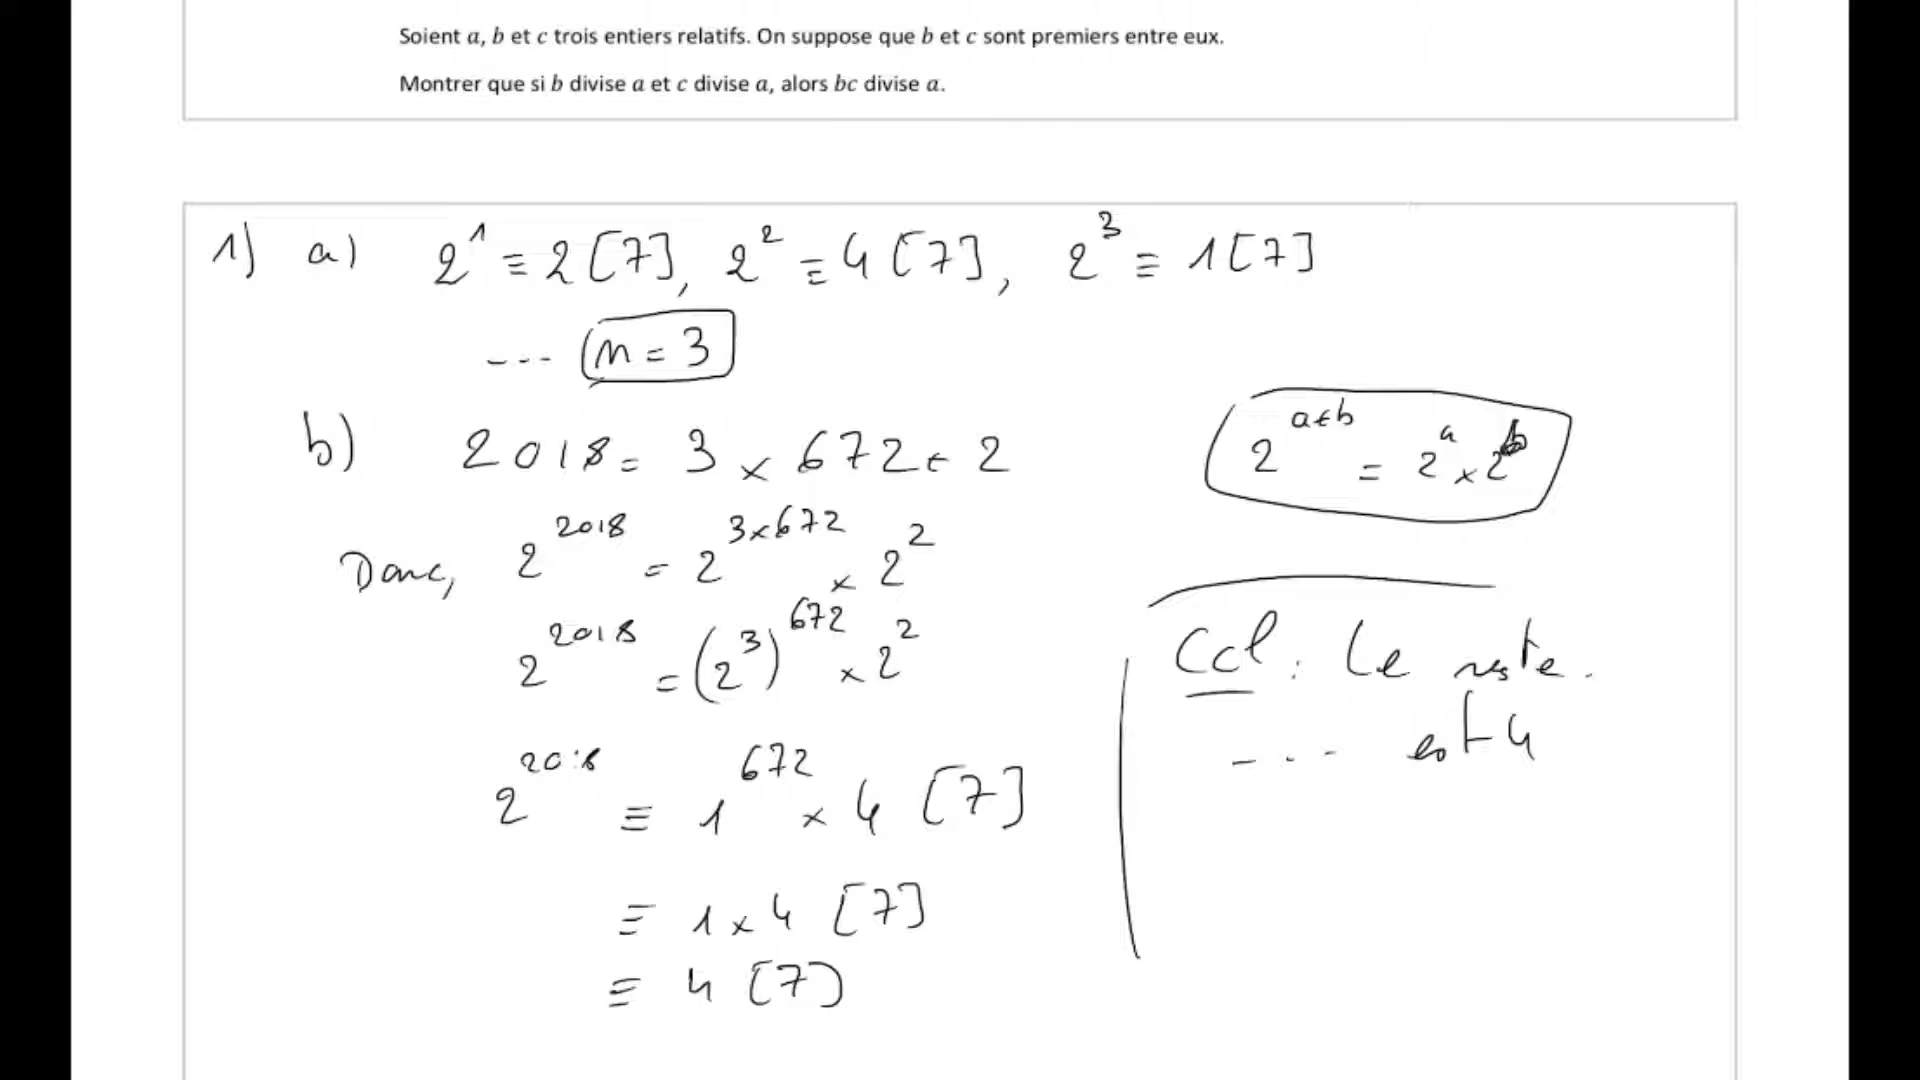 Soient a, b et c trois entiers relatifs. On suppose que b et c sont premiers entre eux.
Montrer que si b divise a et c divise a, alors bc divise a.
1) a) 2^1 ≡ 2 [7], 2^2 ≡ 4 [7], 2^3 ≡ 1 [7]
--- n = 3
b) 2018 = 3 × 672 + 2
2^{a+b} = 2^a × 2^b
Donc, 2^{2018} = 2^{3×672} × 2^2
2^{2018} = (2^3)^{672} × 2^2
2^{2018} ≡ 1^{672} × 4 [7]
≡ 1 × 4 [7]
≡ 4 [7]
Ccl : Le reste .
- . . . est 4